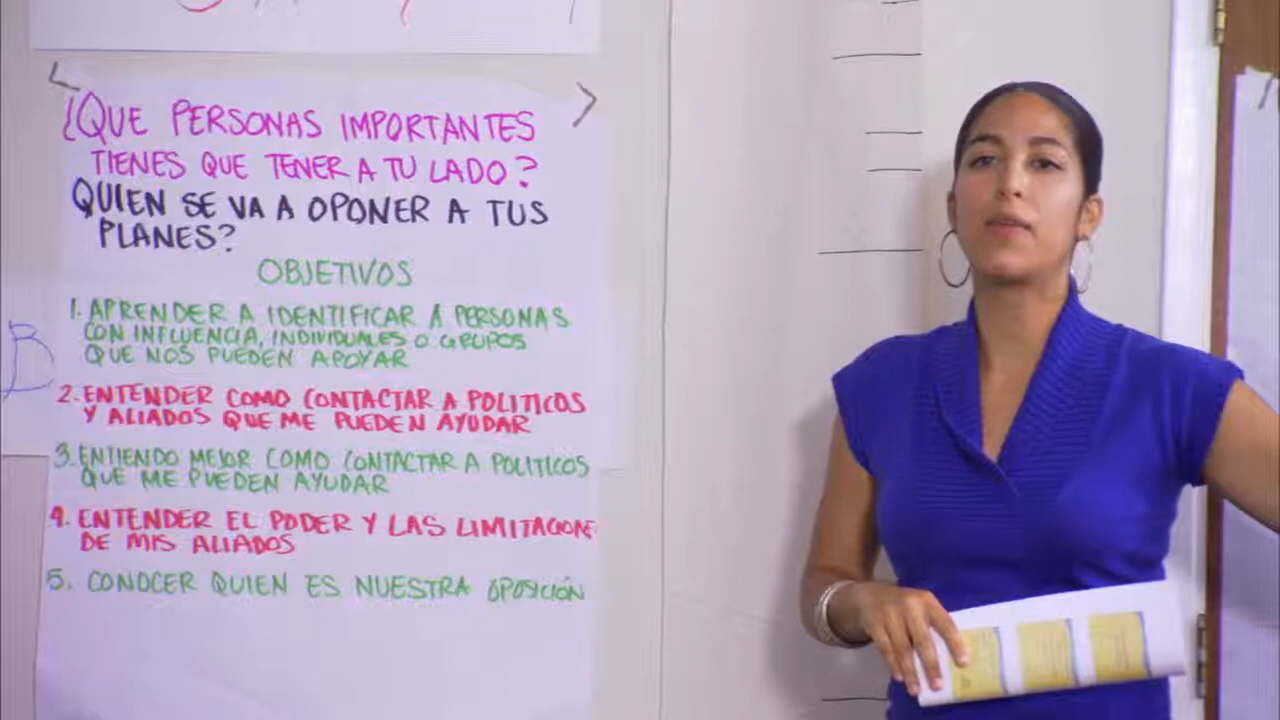 ¿QUE PERSONAS IMPORTANTES
TIENES QUE TENER A TU LADO?
QUIEN SE VA A OPONER A TUS
PLANES?
OBJETIVOS
1. APRENDER A IDENTIFICAR A PERSONAS
CON INFLUENCIA, INDIVIDUALES O GRUPOS
QUE NOS PUEDEN APOYAR
2. ENTENDER COMO CONTACTAR A POLITICOS
Y ALIADOS QUE ME PUEDEN AYUDAR
3. ENTIENDO MEJOR COMO CONTACTAR A POLITICOS
QUE ME PUEDEN AYUDAR
4. ENTENDER EL PODER Y LAS LIMITACIONE
DE MIS ALIADOS
5. CONOCER QUIEN ES NUESTRA OPOSICIÓN
B